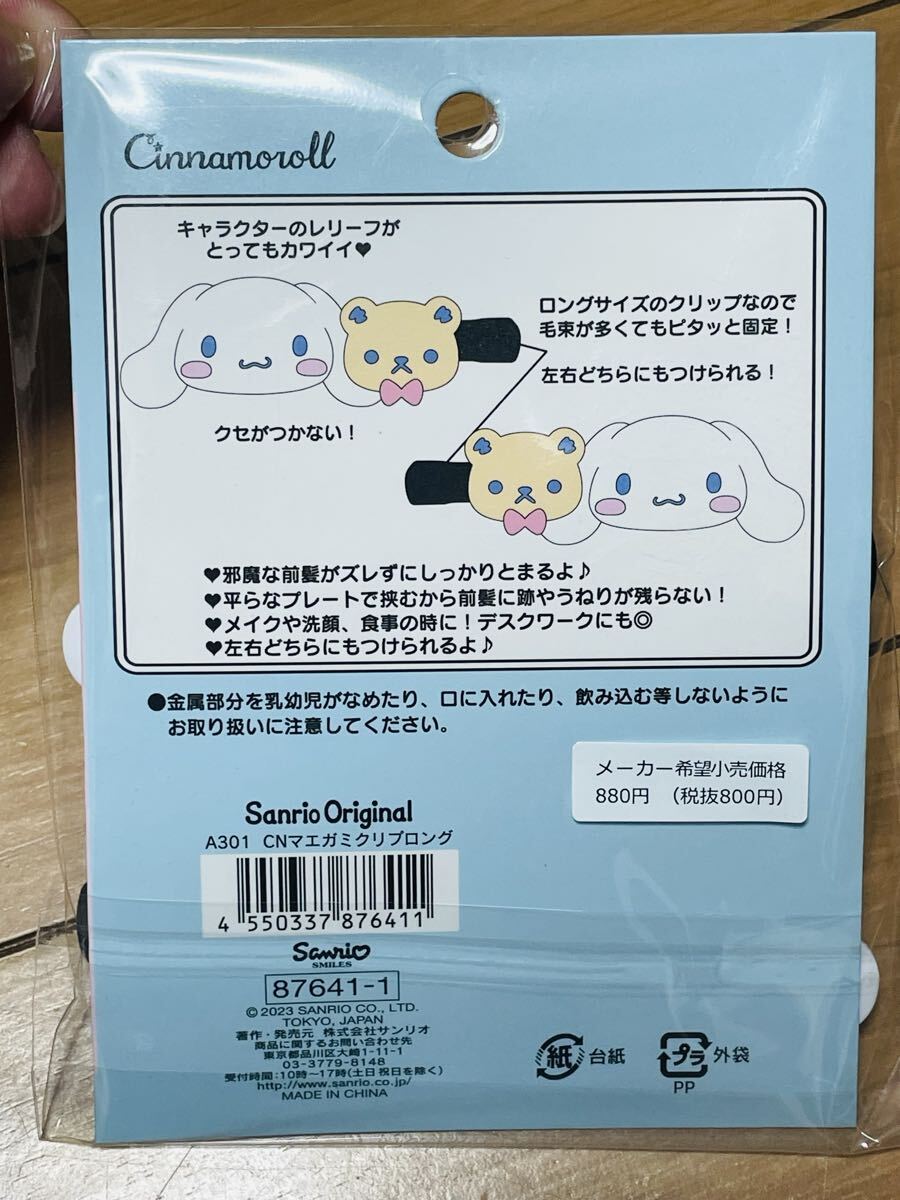 Cinnamoroll
キャラクターのレリーフが
とってもカワイイ♥
ロングサイズのクリップなので
毛束が多くてもピタッと固定！
左右どちらにもつけられる！
クセがつかない！
♥邪魔な前髪がズレずにしっかりとまるよ♪
♥平らなプレートで挟むから前髪に跡やうねりが残らない！
♥メイクや洗顔、食事の時に！デスクワークにも◎
♥左右どちらにもつけられるよ♪
●金属部分を乳幼児がなめたり、口に入れたり、飲み込む等しないように
お取り扱いに注意してください。
メーカー希望小売価格
880円 （税抜800円）
Sanrio Original
A301 CNマエガミクリプロング
4 550337 876411
Sanrio
SMILES
87641-1
©2023 SANRIO CO., LTD.
TOKYO, JAPAN
著作・発売元 株式会社サンリオ
商品に関するお問い合わせ
東京都品川区大崎1-11-1
03-3779-8148
受付時間：10時～17時(土日祝日を除く)
http://www.sanrio.co.jp/
MADE IN CHINA
紙 台紙
プラ 外袋
PP